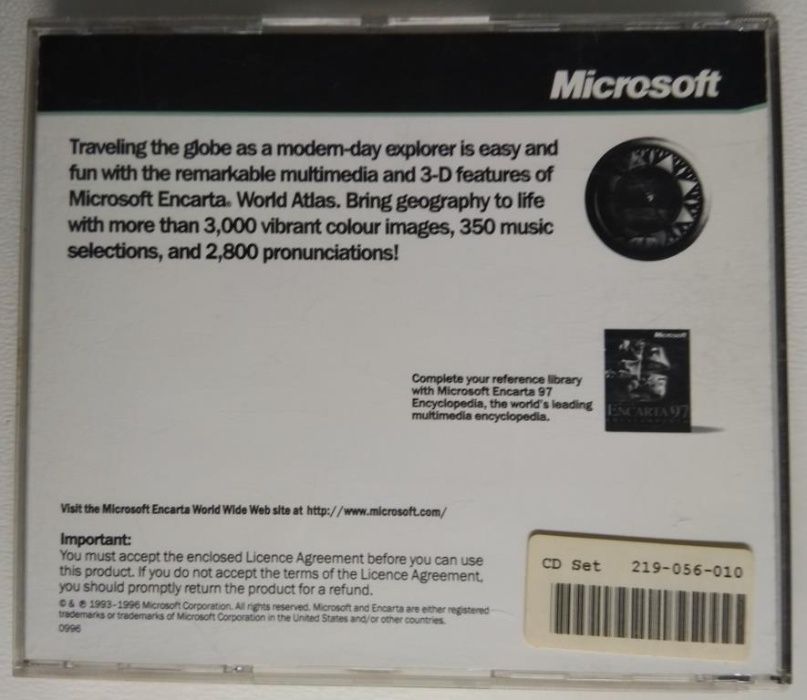 Microsoft
Traveling the globe as a modern-day explorer is easy and
fun with the remarkable multimedia and 3-D features of
Microsoft Encarta® World Atlas. Bring geography to life
with more than 3,000 vibrant colour images, 350 music
selections, and 2,800 pronunciations!
Microsoft
ENCARTA 97
Complete your reference library
with Microsoft Encarta 97
Encyclopedia, the world's leading
multimedia encyclopedia.
Visit the Microsoft Encarta World Wide Web site at http://www.microsoft.com/
Important:
You must accept the enclosed Licence Agreement before you can use
this product. If you do not accept the terms of the Licence Agreement,
you should promptly return the product for a refund.
© & ℗ 1993-1996 Microsoft Corporation. All rights reserved. Microsoft and Encarta are either registered
trademarks or trademarks of Microsoft Corporation in the United States and/or other countries.
0996
CD Set 219-056-010